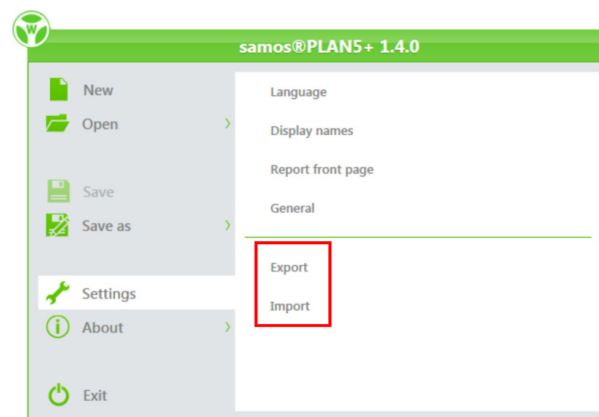 W
samos®PLAN5+ 1.4.0
New
Open
Save
Save as
Settings
About
Exit
Language
Display names
Report front page
General
Export
Import